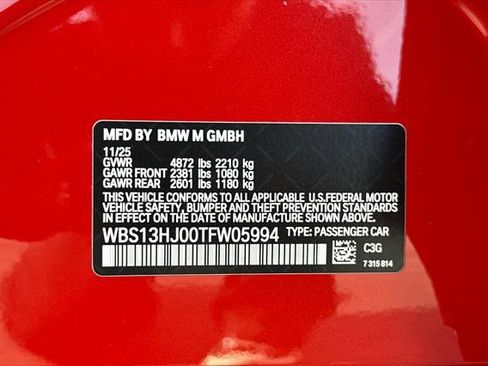 MFD BY BMW M GMBH
11/25
GVWR 4872 lbs 2210 kg
GAWR FRONT 2381 lbs 1080 kg
GAWR REAR 2601 lbs 1180 kg
THIS VEHICLE CONFORMS TO ALL APPLICABLE U.S.FEDERAL MOTOR
VEHICLE SAFETY, BUMPER AND THEFT PREVENTION STANDARDS IN
EFFECT ON THE DATE OF MANUFACTURE SHOWN ABOVE.
WBS13HJ00TFW05994 TYPE: PASSENGER CAR
C3G
7 315 814